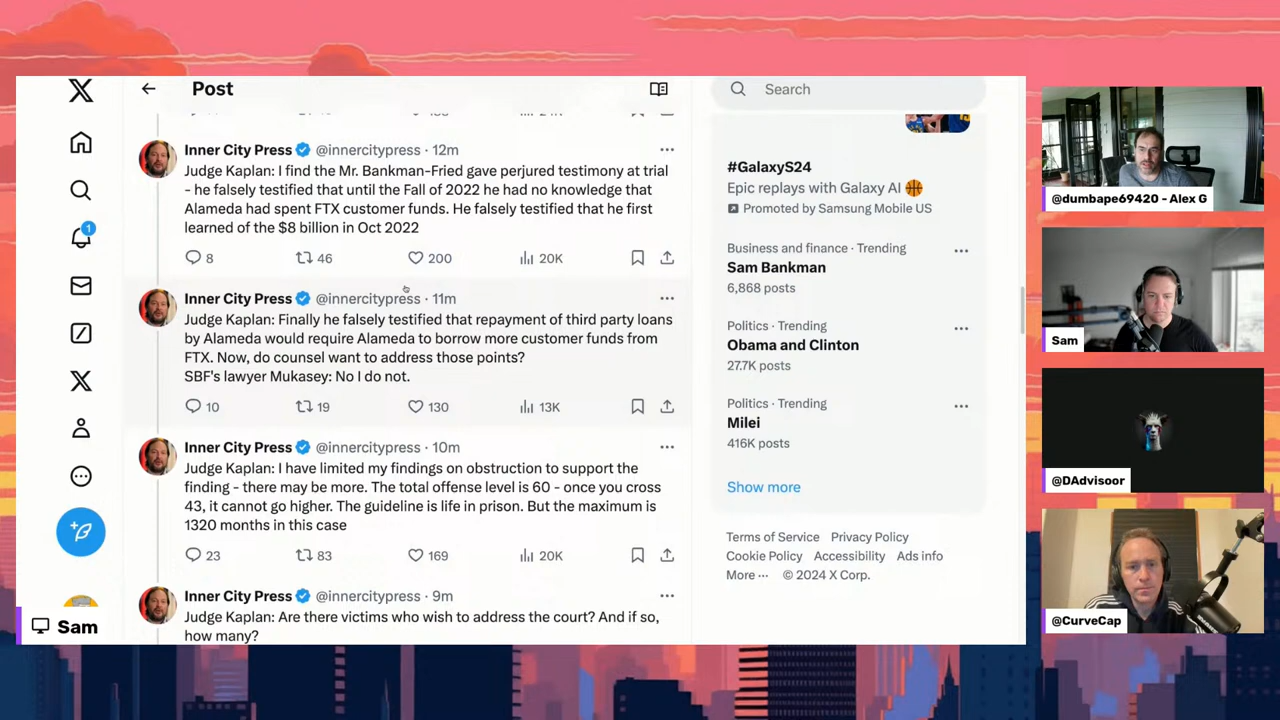 Post
Search
Inner City Press @innercitypress · 12m
Judge Kaplan: I find the Mr. Bankman-Fried gave perjured testimony at trial
- he falsely testified that until the Fall of 2022 he had no knowledge that
Alameda had spent FTX customer funds. He falsely testified that he first
learned of the $8 billion in Oct 2022
8 46 200 20K
1
Inner City Press @innercitypress · 11m
Judge Kaplan: Finally he falsely testified that repayment of third party loans
by Alameda would require Alameda to borrow more customer funds from
FTX. Now, do counsel want to address those points?
SBF's lawyer Mukasey: No I do not.
10 19 130 13K
Inner City Press @innercitypress · 10m
Judge Kaplan: I have limited my findings on obstruction to support the
finding - there may be more. The total offense level is 60 - once you cross
43, it cannot go higher. The guideline is life in prison. But the maximum is
1320 months in this case
23 83 169 20K
Inner City Press @innercitypress · 9m
Judge Kaplan: Are there victims who wish to address the court? And if so,
how many?
#GalaxyS24
Epic replays with Galaxy AI
Promoted by Samsung Mobile US
Business and finance · Trending
Sam Bankman
6,868 posts
Politics · Trending
Obama and Clinton
27.7K posts
Politics · Trending
Milei
416K posts
Show more
Terms of Service Privacy Policy
Cookie Policy Accessibility Ads info
More ··· © 2024 X Corp.
Sam
@dumbape69420 - Alex G
Sam
@DAdvisoor
@CurveCap